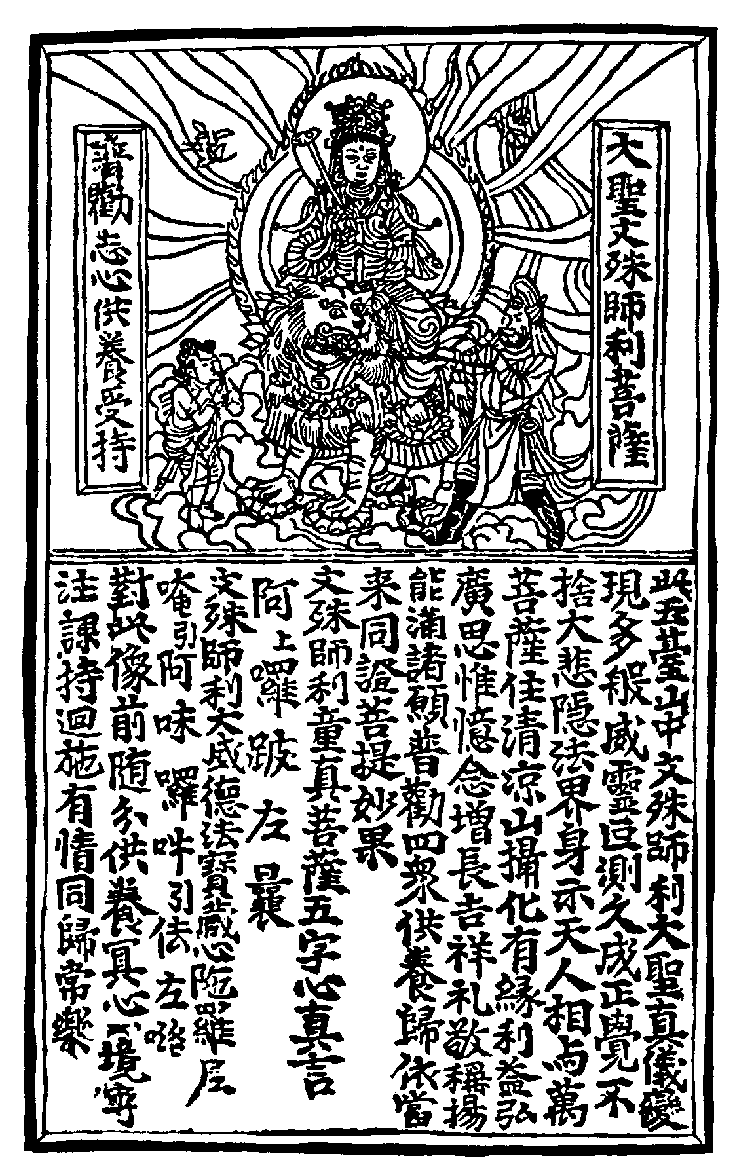 大聖文殊師利菩薩
普勸志心供養受持
此五臺山中文殊師利大聖真儀變
現多般威靈叵測久成正覺不
捨大悲隱法界身示天人相与萬
菩薩住清涼山攝化有緣利益弘
廣思惟憶念增長吉祥礼敬稱揚
能滿諸願普勸四衆供養歸依當
来同證菩提妙果
文殊師利童真菩薩五字心真言
阿上囉跛左曩
文殊師利大威德法寶藏心陁羅尼
唵引阿味囉吽引佉左
對此像前随分供養冥心一境寧
注課持迴施有情同歸常樂